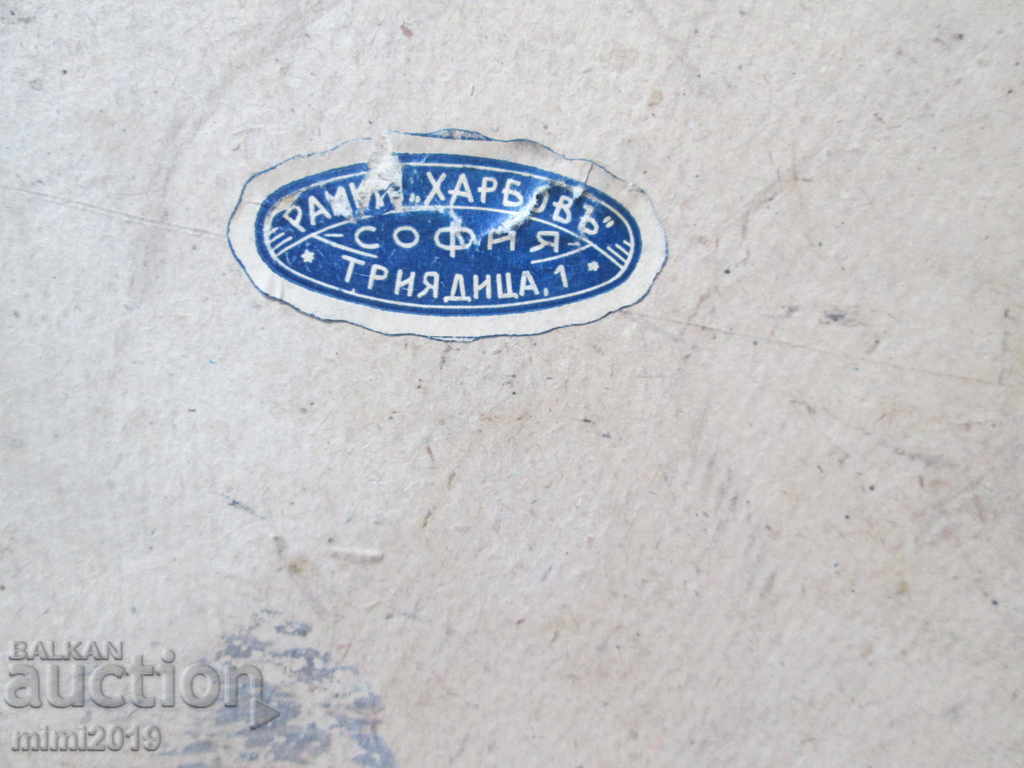 РАМКИ „ХАРБОВЪ"
СОФИЯ
* ТРИЯДИЦА, 1 *
BALKAN
auction
mimi2019